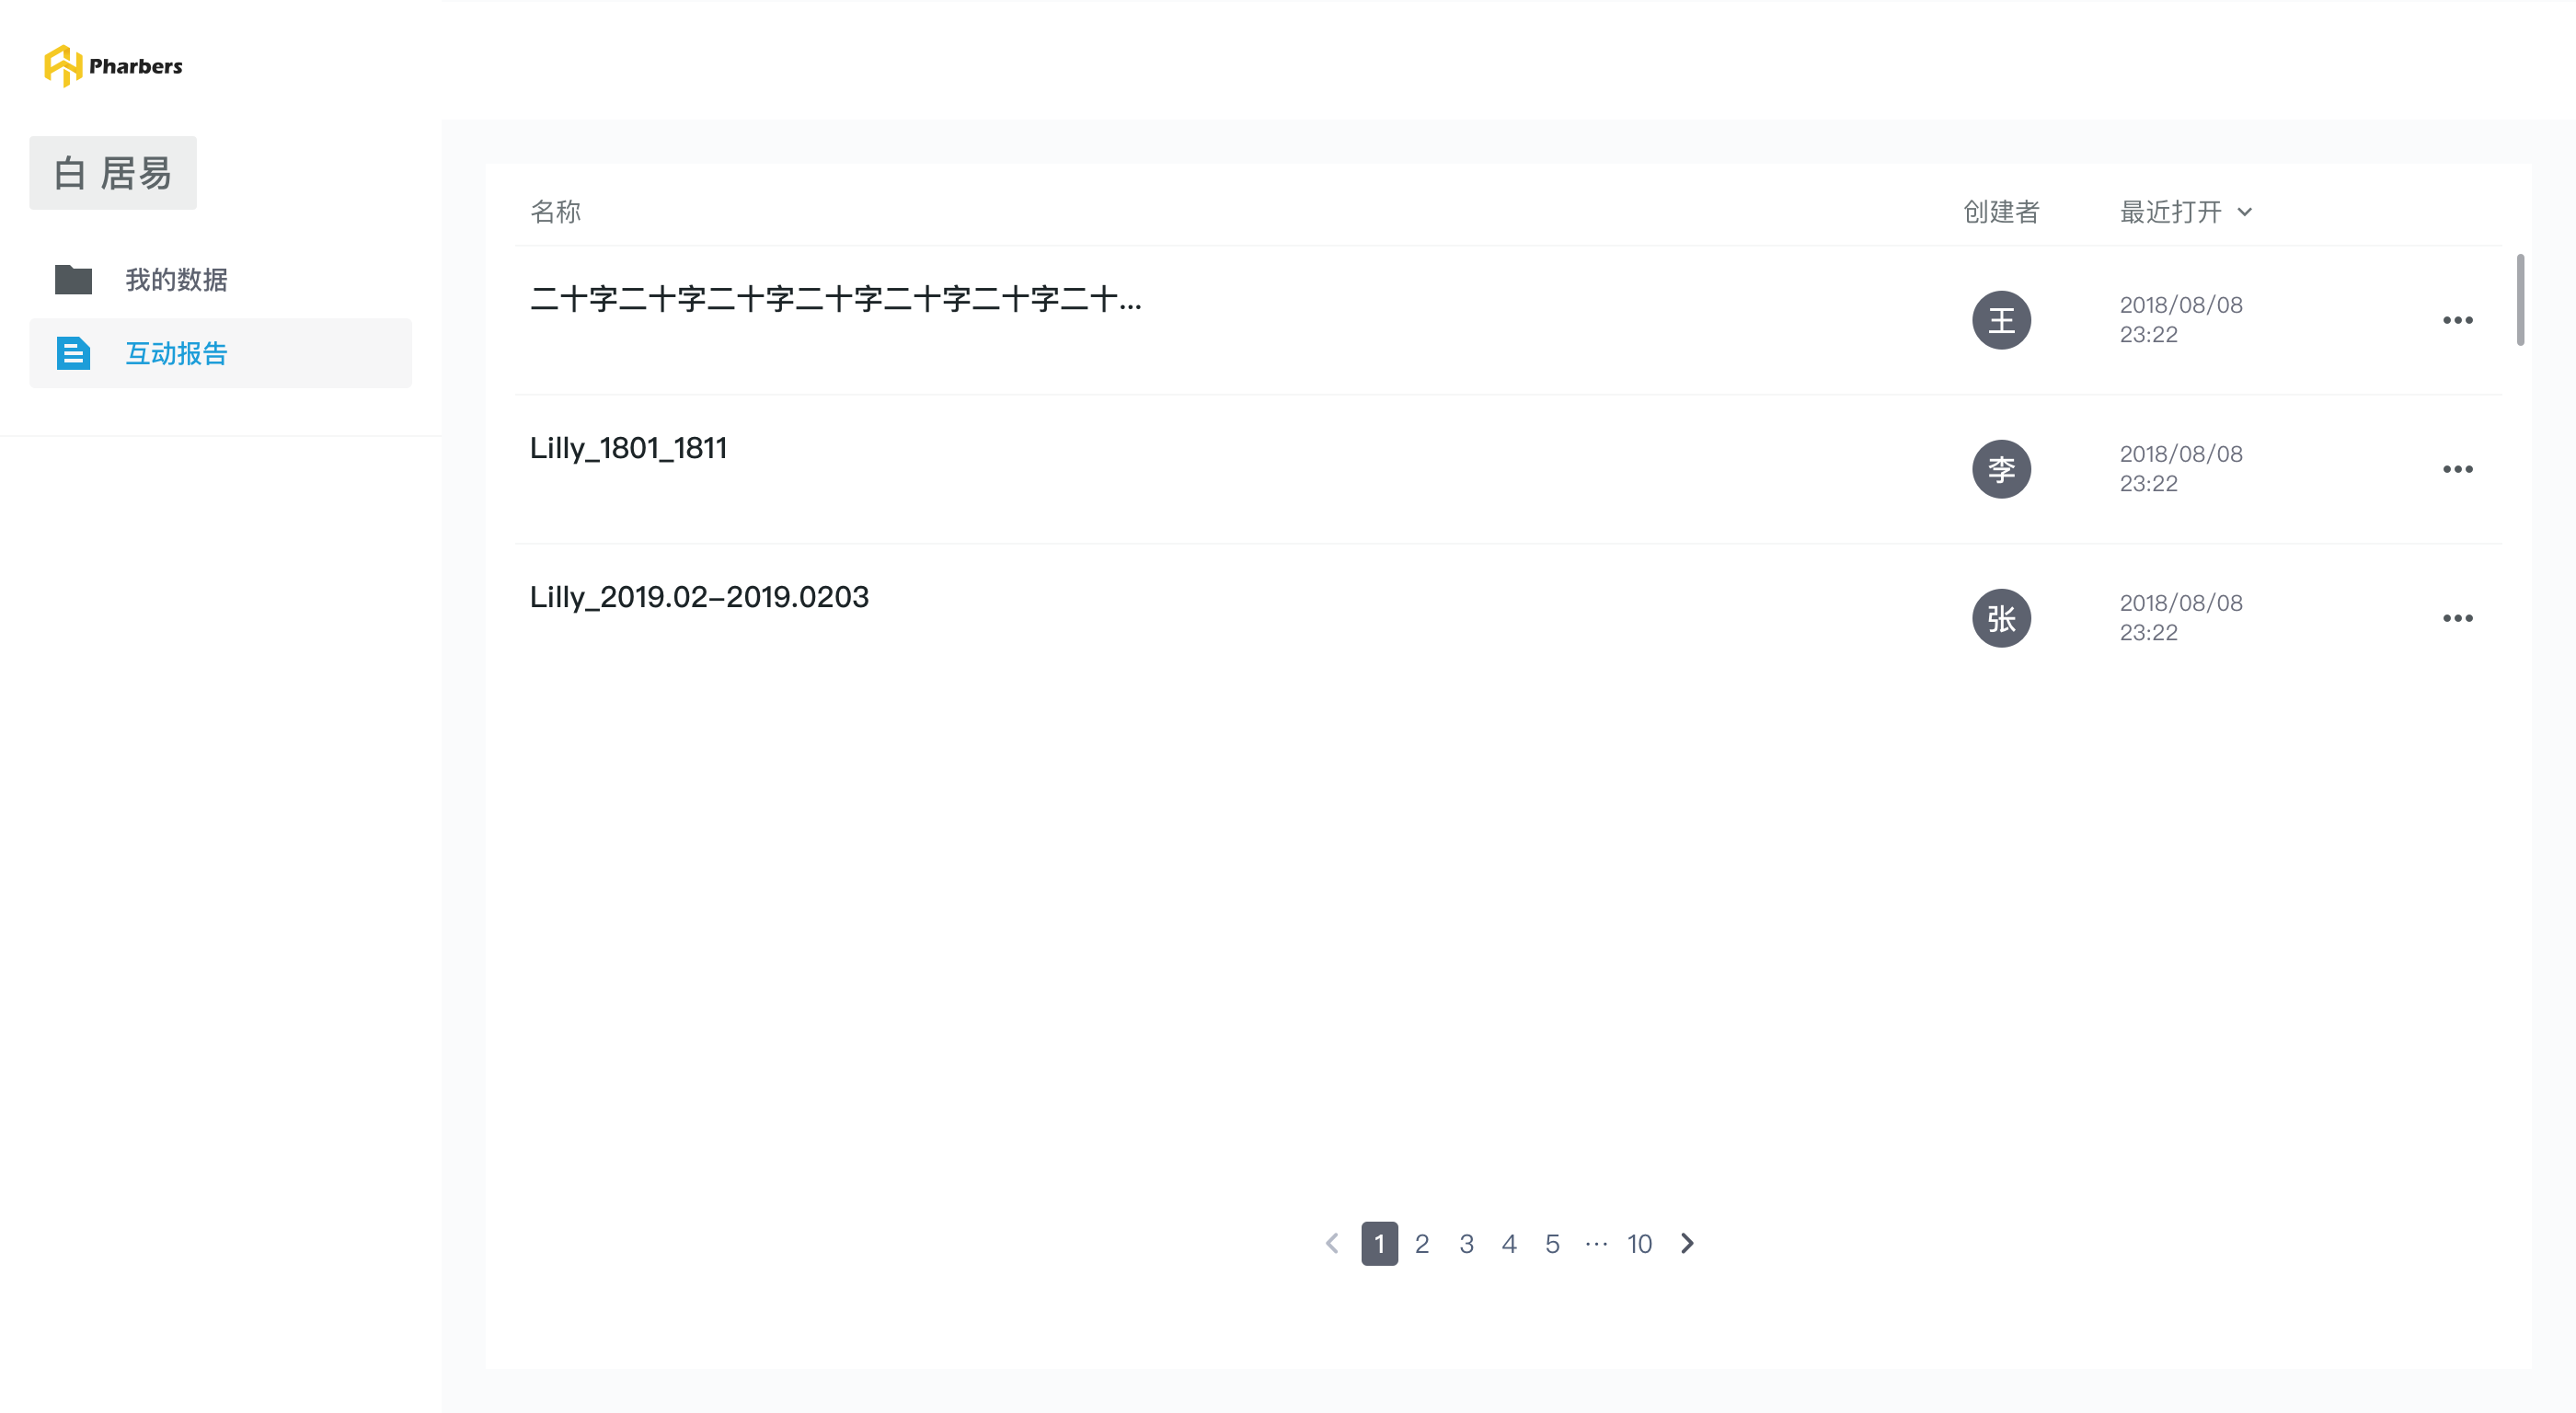 Pharbers
白 居易
我的数据
互动报告
名称 创建者 最近打开
二十字二十字二十字二十字二十字二十字二十...
王
2018/08/08
23:22
Lilly_1801_1811
李
2018/08/08
23:22
Lilly_2019.02–2019.0203
张
2018/08/08
23:22
1 2 3 4 5 ··· 10